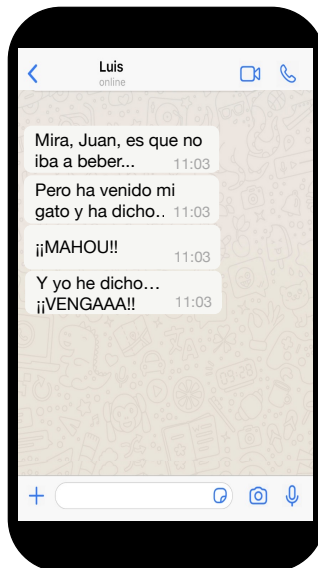 Luis
online
Mira, Juan, es que no
iba a beber... 11:03
Pero ha venido mi
gato y ha dicho.. 11:03
¡¡MAHOU!!
11:03
Y yo he dicho…
¡¡VENGAAA!! 11:03